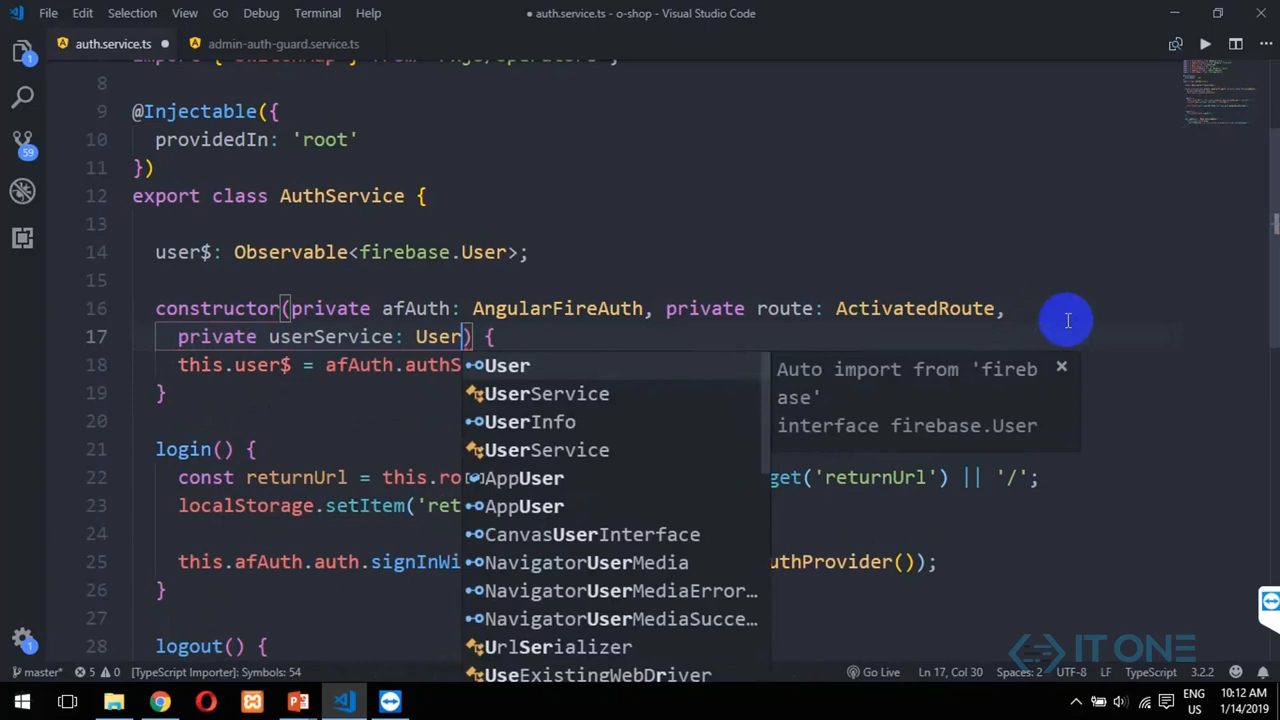 File Edit Selection View Go Debug Terminal Help
● auth.service.ts - o-shop - Visual Studio Code
auth.service.ts ●
admin-auth-guard.service.ts
1
59
1
8
9 @Injectable({
10 providedIn: 'root'
11 })
12 export class AuthService {
13
14 user$: Observable<firebase.User>;
15
16 constructor(private afAuth: AngularFireAuth, private route: ActivatedRoute,
17 private userService: User) {
18 this.user$ = afAuth.authS
19 }
20
21 login() {
22 const returnUrl = this.ro get('returnUrl') || '/';
23 localStorage.setItem('ret
24
25 this.afAuth.auth.signInWi uthProvider());
26 }
27
28 logout() {
User
UserService
UserInfo
UserService
AppUser
AppUser
CanvasUserInterface
NavigatorUserMedia
NavigatorUserMediaError…
NavigatorUserMediaSucce…
UrlSerializer
UseExistingWebDriver
Auto import from 'fireb
ase'
interface firebase.User
IT ONE
master* 5 0 [TypeScript Importer]: Symbols: 54
Go Live Ln 17, Col 30 Spaces: 2 UTF-8 LF TypeScript 3.2.2
ENG
US
10:12 AM
1/14/2019